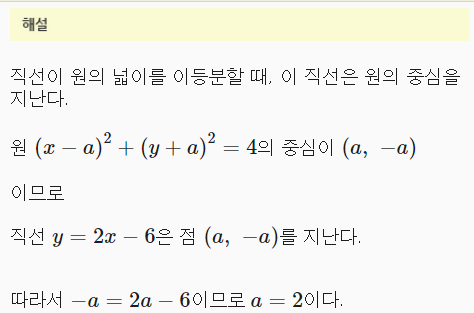 해설
직선이 원의 넓이를 이등분할 때, 이 직선은 원의 중심을
지난다.
원 (x − a)² + (y + a)² = 4의 중심이 (a, −a)
이므로
직선 y = 2x − 6은 점 (a, −a)를 지난다.
따라서 −a = 2a − 6이므로 a = 2이다.